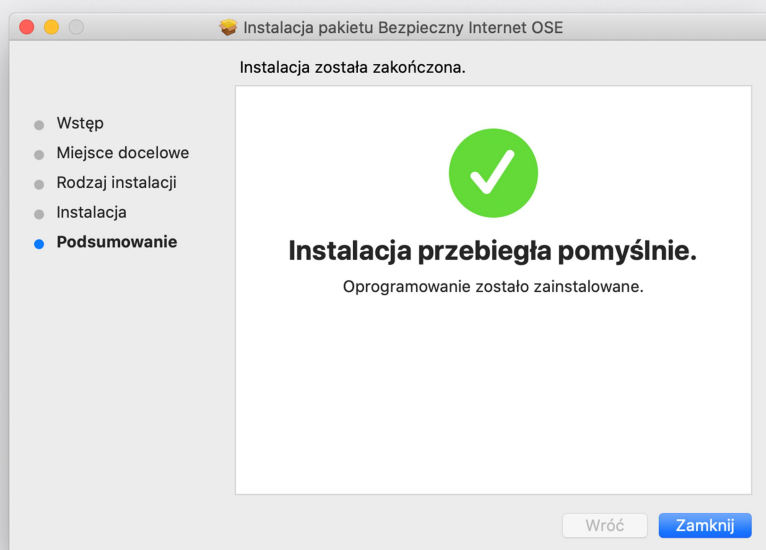 Instalacja pakietu Bezpieczny Internet OSE
Instalacja została zakończona.
Wstęp
Miejsce docelowe
Rodzaj instalacji
Instalacja
Podsumowanie
Instalacja przebiegła pomyślnie.
Oprogramowanie zostało zainstalowane.
Wróć
Zamknij